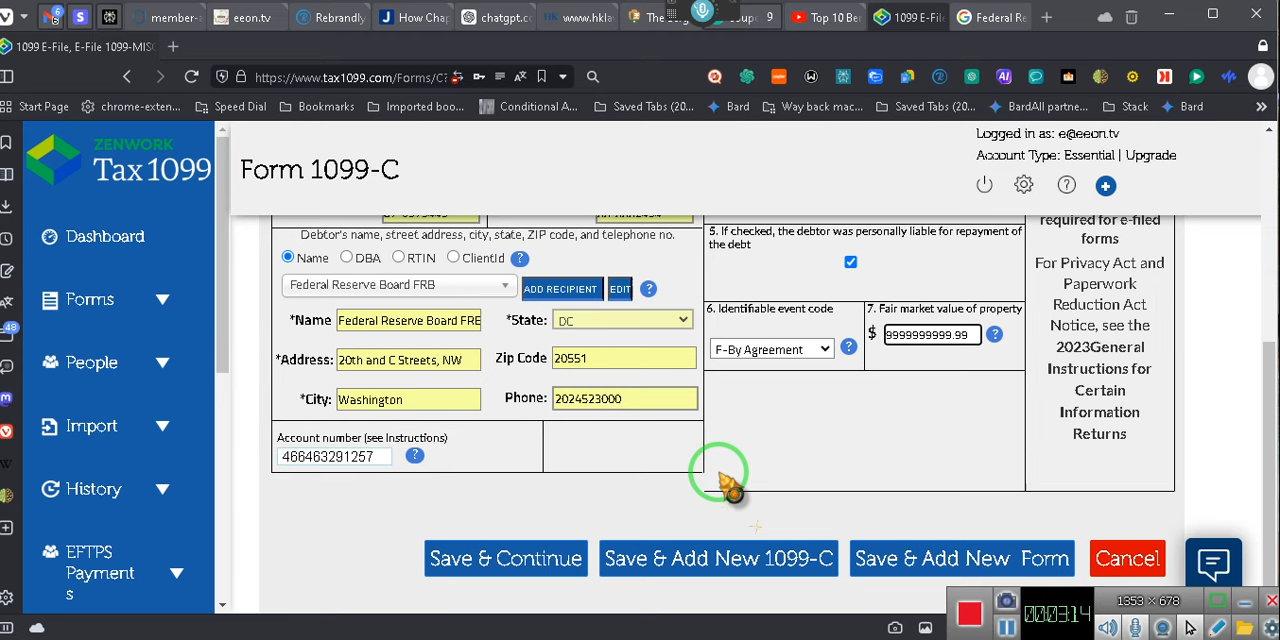 6
member-
eeon.tv
Rebrandly
How Chap
chatgpt.c
www.hkla
The
oup
9
Top 10 Be
1099 E-File
Federal Re
1099 E-File, E-File 1099-MIS
https://www.tax1099.com/Forms/C
Start Page
chrome-exten...
Speed Dial
Bookmarks
Imported boo...
Conditional A...
Saved Tabs (20...
Bard
Way back mac...
Saved Tabs (20...
BardAll partne...
Stack
Bard
ZENWORK
Tax 1099
Form 1099-C
Logged in as: e@eeon.tv
Account Type: Essential | Upgrade
Dashboard
Forms
People
Import
History
EFTPS
Payment
s
48
Debtor's name, street address, city, state, ZIP code, and telephone no.
Name
DBA
RTIN
ClientId
Federal Reserve Board FRB
ADD RECIPIENT
EDIT
*Name
Federal Reserve Board FRE
*State:
DC
*Address:
20th and C Streets, NW
Zip Code
20551
*City:
Washington
Phone:
2024523000
Account number (see Instructions)
466463291257
5. If checked, the debtor was personally liable for repayment of
the debt
6. Identifiable event code
F-By Agreement
7. Fair market value of property
$ 9999999999.99
required for e-filed
forms
For Privacy Act and
Paperwork
Reduction Act
Notice, see the
2023General
Instructions for
Certain
Information
Returns
Save & Continue
Save & Add New 1099-C
Save & Add New Form
Cancel
1353 × 678
00:03:14